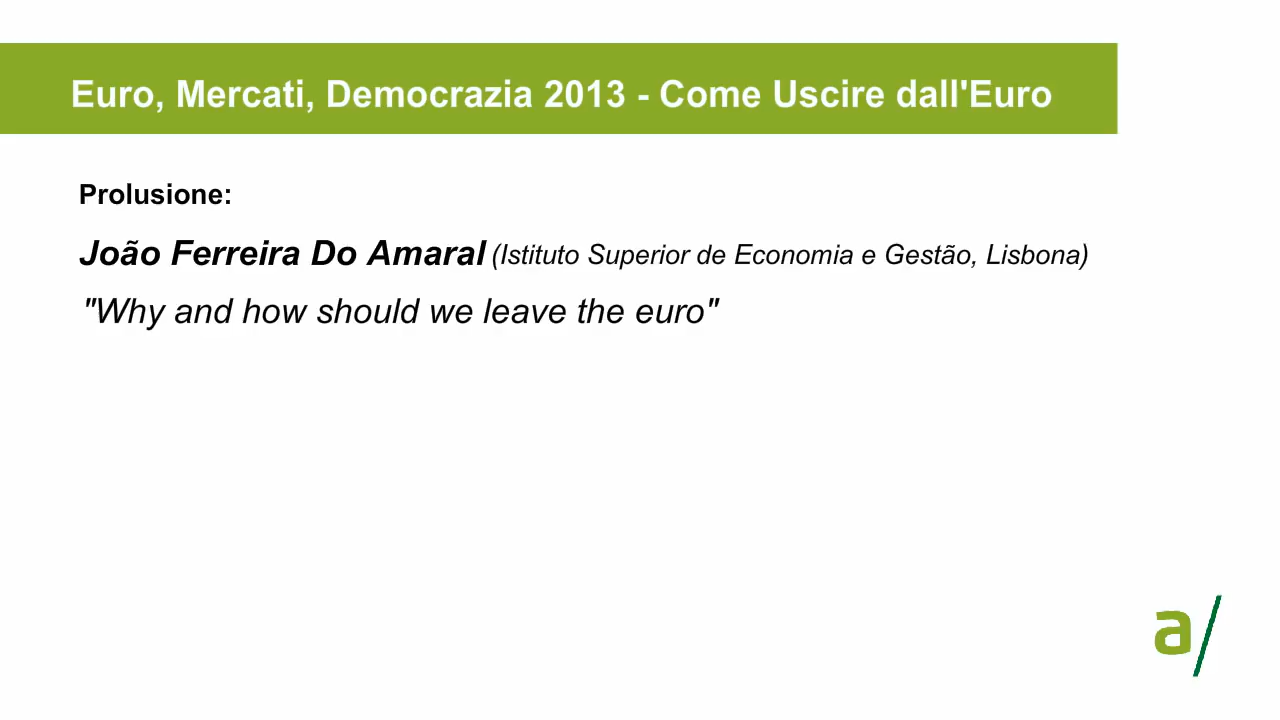 Euro, Mercati, Democrazia 2013 - Come Uscire dall'Euro
Prolusione:
João Ferreira Do Amaral (Istituto Superior de Economia e Gestão, Lisbona)
"Why and how should we leave the euro"
a/